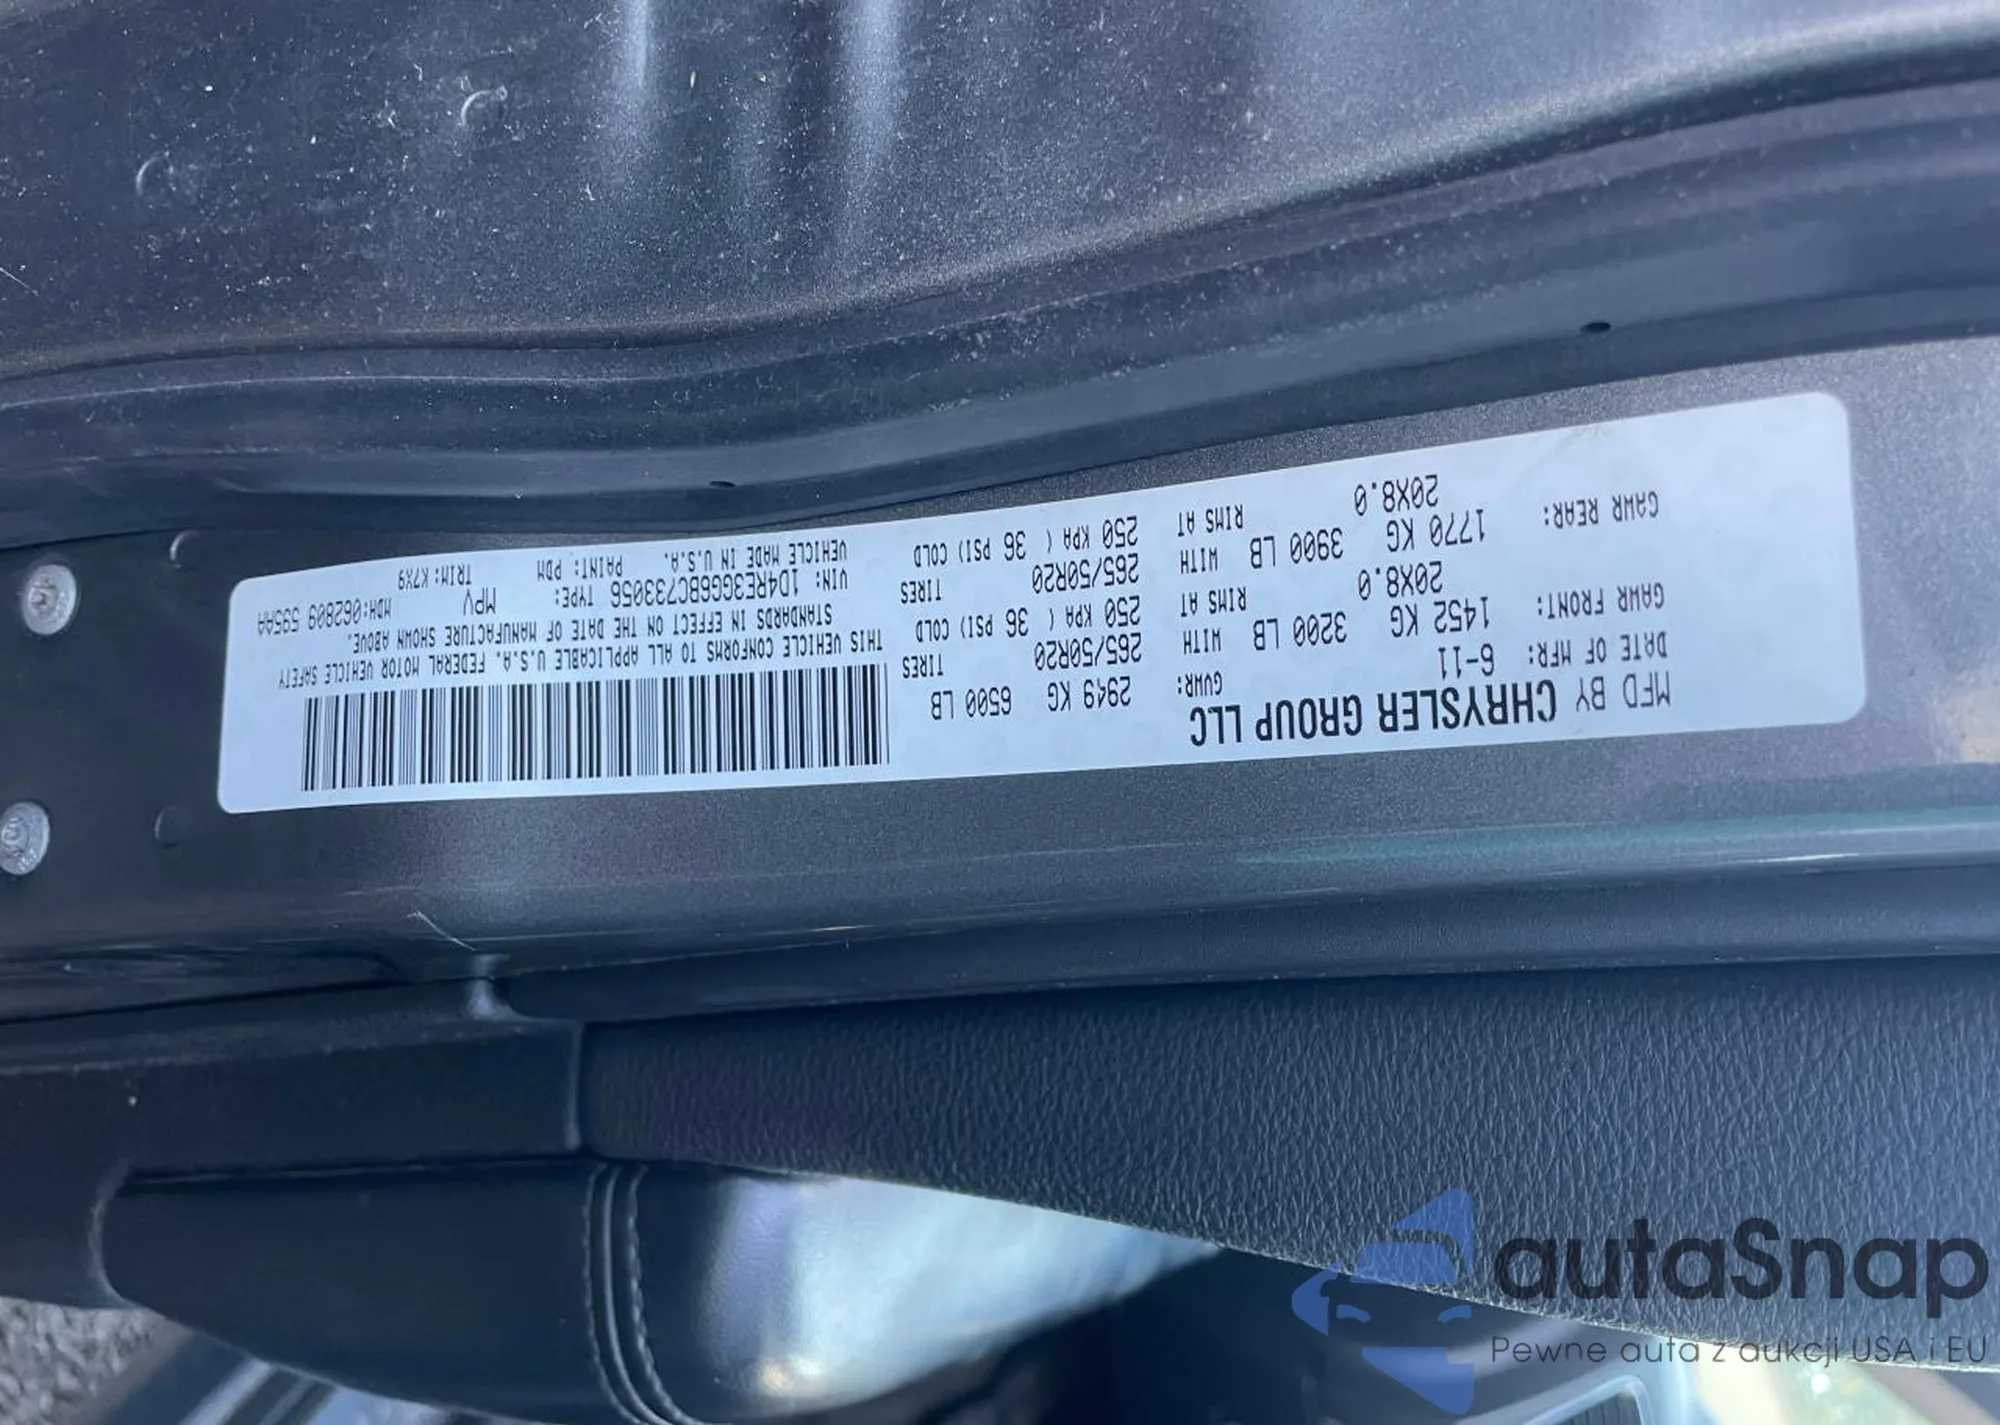 MFD BY CHRYSLER GROUP LLC
DATE OF MFR: 6-11 GVWR: 2949 KG 6500 LB
GAWR FRONT: 1452 KG 3200 LB WITH TIRES 265/50R20
20X8.0 RIMS AT 250 KPA ( 36 PSI) COLD
GAWR REAR: 1770 KG 3900 LB WITH TIRES 265/50R20
20X8.0 RIMS AT 250 KPA ( 36 PSI) COLD
THIS VEHICLE CONFORMS TO ALL APPLICABLE U.S.A. FEDERAL MOTOR VEHICLE SAFETY
STANDARDS IN EFFECT ON THE DATE OF MANUFACTURE SHOWN ABOVE.
VIN: 1D4RE3GG6BC733056 TYPE: MPV MDH:062803 595AA
VEHICLE MADE IN U.S.A. PAINT: PDM TRIM:K7X9
autaSnap
Pewne auta z aukcji USA i EU